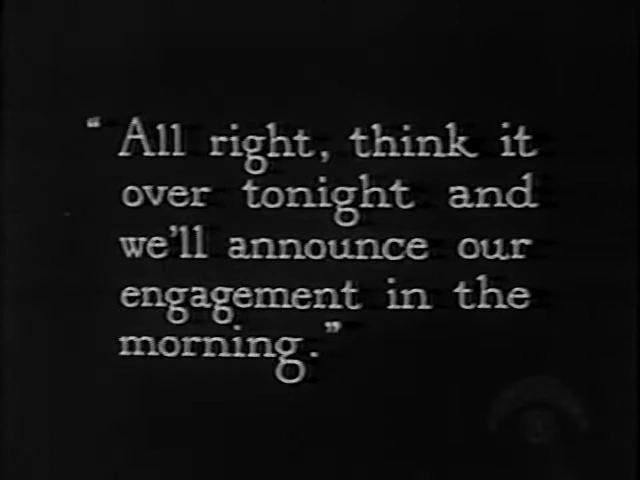 “All right, think it
over tonight and
we'll announce our
engagement in the
morning.”